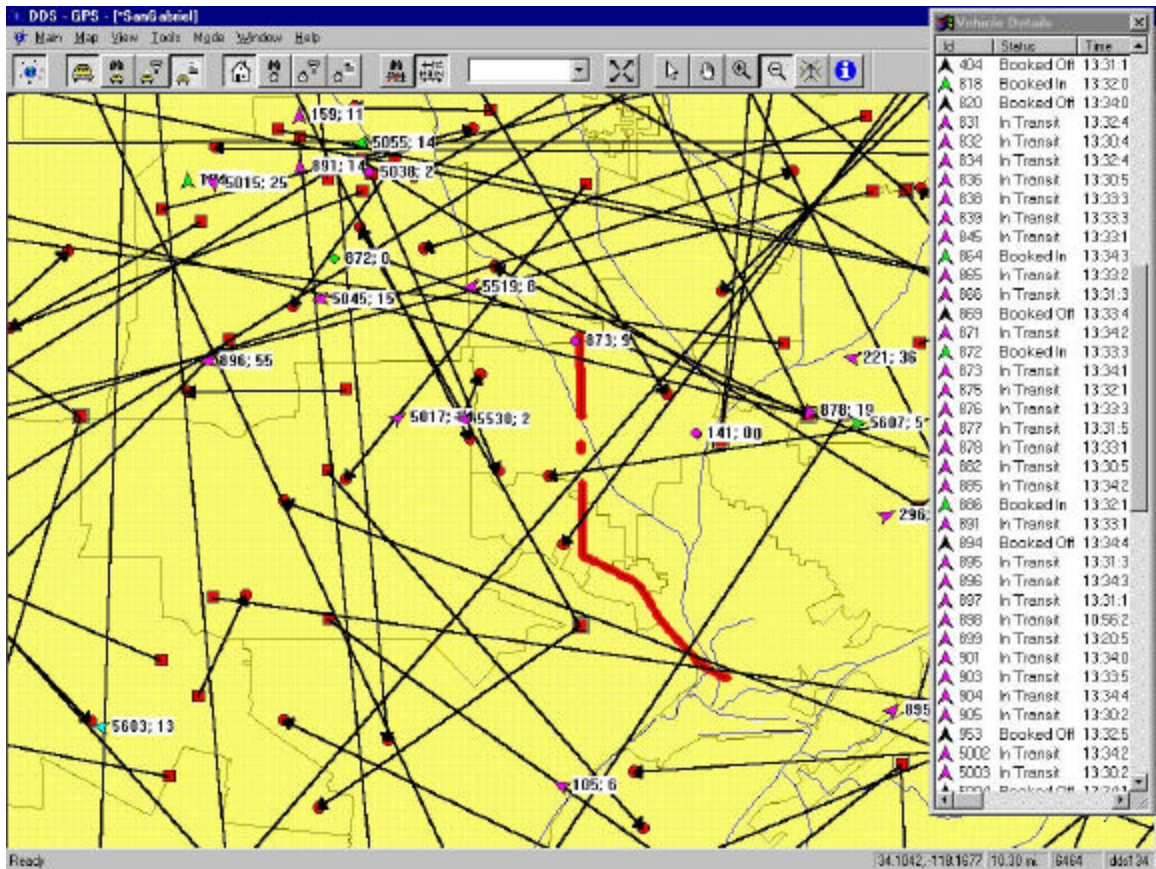 DDS - GPS - [*SanGabriel]
Main Map View Tools Mode Window Help
159; 11
5055; 14
891; 14
5038; 2
5015; 25
872; 0
5519; 8
5045; 15
873; 9
896; 55
221; 36
5017;
5530; 2
878; 19
5607; 5
141; 0
296;
895
5603; 13
105; 6
Vehicle Details
Id Status Time
404 Booked Off 13:31:1
818 Booked In 13:32:0
820 Booked Off 13:34:0
831 In Transit 13:32:4
832 In Transit 13:30:4
834 In Transit 13:32:4
836 In Transit 13:30:5
838 In Transit 13:33:3
839 In Transit 13:33:3
845 In Transit 13:33:1
864 Booked In 13:34:3
865 In Transit 13:33:2
866 In Transit 13:31:3
869 Booked Off 13:33:4
871 In Transit 13:34:2
872 Booked In 13:33:3
873 In Transit 13:34:1
875 In Transit 13:32:1
876 In Transit 13:33:3
877 In Transit 13:31:5
878 In Transit 13:33:1
882 In Transit 13:30:5
885 In Transit 13:34:2
886 Booked In 13:32:1
891 In Transit 13:33:1
894 Booked Off 13:34:4
895 In Transit 13:31:3
896 In Transit 13:34:3
897 In Transit 13:31:1
898 In Transit 10:56:2
899 In Transit 13:20:5
901 In Transit 13:34:0
903 In Transit 13:33:5
904 In Transit 13:34:4
905 In Transit 13:30:2
953 Booked Off 13:32:5
5002 In Transit 13:34:2
5003 In Transit 13:30:2
5004 Booked Off
Ready 34.1042,-118.1677 10.30 mi. 6464 dds134